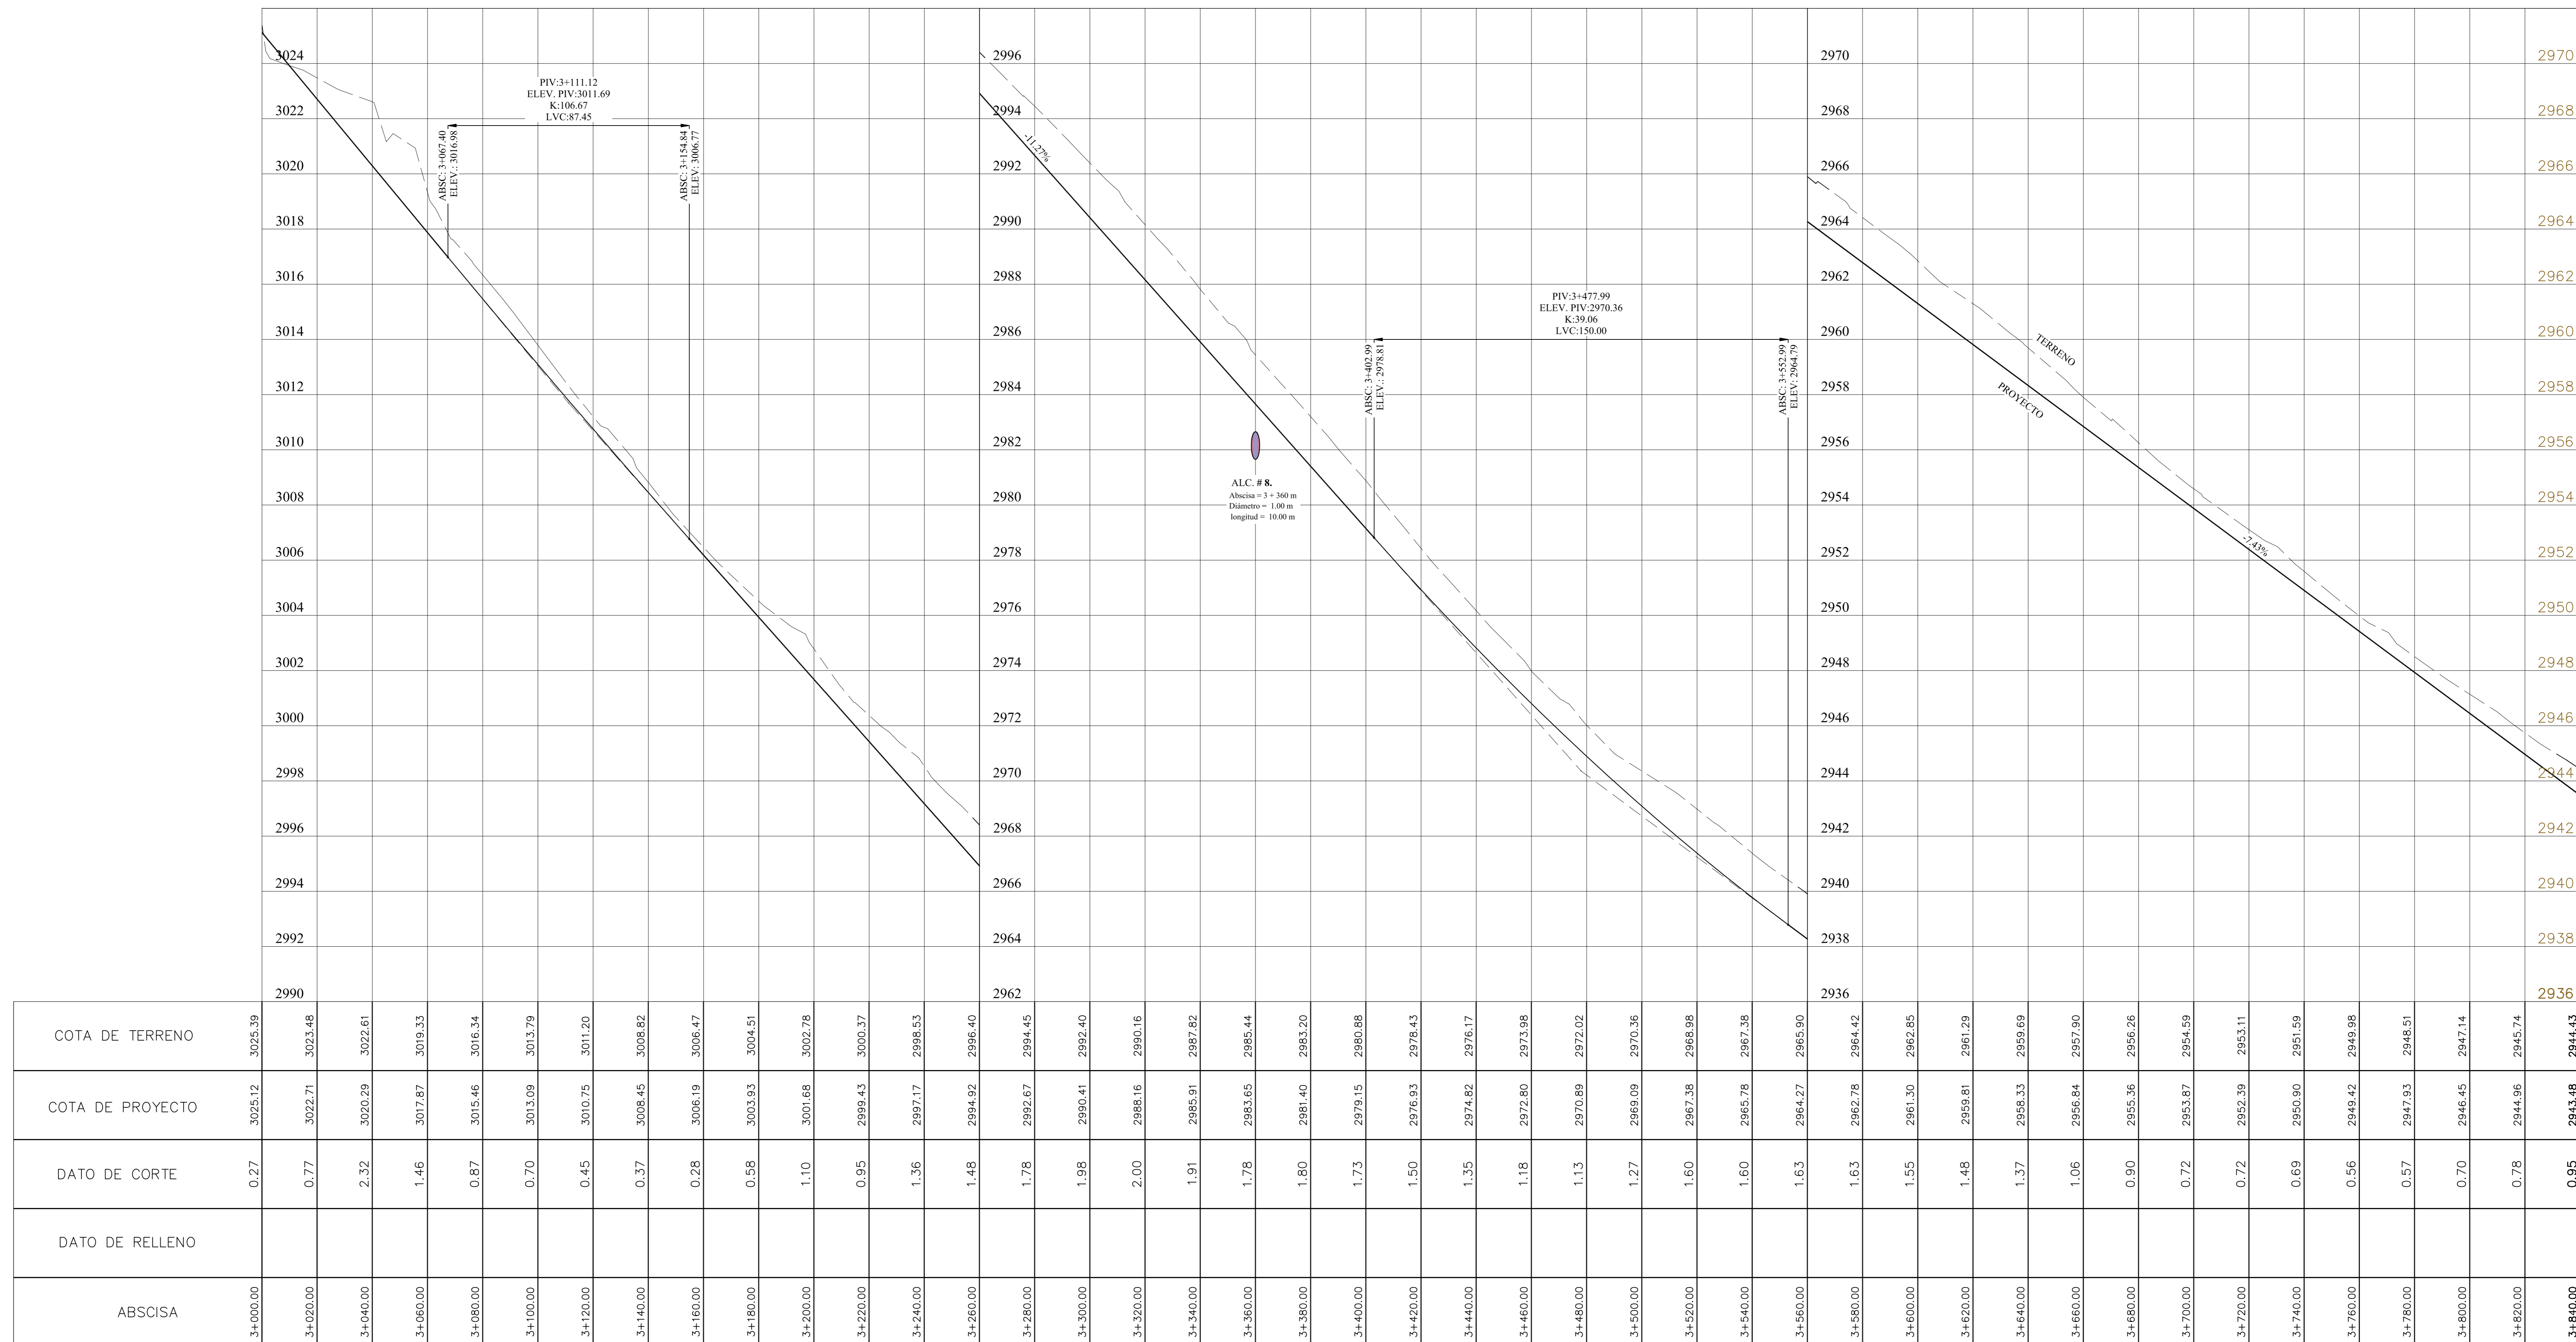 3024
3022
3020
3018
3016
3014
3012
3010
3008
3006
3004
3002
3000
2998
2996
2994
2992
2990
PIV:3+111.12
ELEV. PIV:3011.69
K:106.67
LVC:87.45
ABSC: 3+067.40
ELEV.: 3016.98
ABSC: 3+154.84
ELEV: 3006.77
2996
2994
2992
2990
2988
2986
2984
2982
2980
2978
2976
2974
2972
2970
2968
2966
2964
2962
-11.27%
ALC. # 8.
Abscisa = 3 + 360 m
Diámetro = 1.00 m
longitud = 10.00 m
PIV:3+477.99
ELEV. PIV:2970.36
K:39.06
LVC:150.00
ABSC: 3+402.99
ELEV.: 2978.81
ABSC: 3+552.99
ELEV: 2964.79
2970
2968
2966
2964
2962
2960
2958
2956
2954
2952
2950
2948
2946
2944
2942
2940
2938
2936
TERRENO
PROYECTO
-7.43%
2970
2968
2966
2964
2962
2960
2958
2956
2954
2952
2950
2948
2946
2944
2942
2940
2938
2936
COTA DE TERRENO 3025.39 3023.48 3022.61 3019.33 3016.34 3013.79 3011.20 3008.82 3006.47 3004.51 3002.78 3000.37 2998.53 2996.40 2994.45 2992.40 2990.16 2987.82 2985.44 2983.20 2980.88 2978.43 2976.17 2973.98 2972.02 2970.36 2968.98 2967.38 2965.90 2964.42 2962.85 2961.29 2959.69 2957.90 2956.26 2954.59 2953.11 2951.59 2949.98 2948.51 2947.14 2945.74 2944.43
COTA DE PROYECTO 3025.12 3022.71 3020.29 3017.87 3015.46 3013.09 3010.75 3008.45 3006.19 3003.93 3001.68 2999.43 2997.17 2994.92 2992.67 2990.41 2988.16 2985.91 2983.65 2981.40 2979.15 2976.93 2974.82 2972.80 2970.89 2969.09 2967.38 2965.78 2964.27 2962.78 2961.30 2959.81 2958.33 2956.84 2955.36 2953.87 2952.39 2950.90 2949.42 2947.93 2946.45 2944.96 2943.48
DATO DE CORTE 0.27 0.77 2.32 1.46 0.87 0.70 0.45 0.37 0.28 0.58 1.10 0.95 1.36 1.48 1.78 1.98 2.00 1.91 1.78 1.80 1.73 1.50 1.35 1.18 1.13 1.27 1.60 1.60 1.63 1.63 1.55 1.48 1.37 1.06 0.90 0.72 0.72 0.69 0.56 0.57 0.70 0.78 0.95
DATO DE RELLENO
ABSCISA 3+000.00 3+020.00 3+040.00 3+060.00 3+080.00 3+100.00 3+120.00 3+140.00 3+160.00 3+180.00 3+200.00 3+220.00 3+240.00 3+260.00 3+280.00 3+300.00 3+320.00 3+340.00 3+360.00 3+380.00 3+400.00 3+420.00 3+440.00 3+460.00 3+480.00 3+500.00 3+520.00 3+540.00 3+560.00 3+580.00 3+600.00 3+620.00 3+640.00 3+660.00 3+680.00 3+700.00 3+720.00 3+740.00 3+760.00 3+780.00 3+800.00 3+820.00 3+840.00